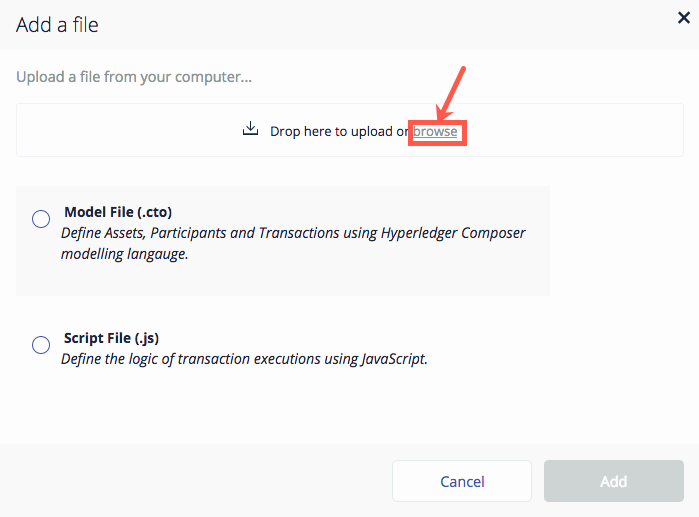 Add a file
Upload a file from your computer...
Drop here to upload or browse
Model File (.cto)
Define Assets, Participants and Transactions using Hyperledger Composer
modelling langauge.
Script File (.js)
Define the logic of transaction executions using JavaScript.
Cancel
Add